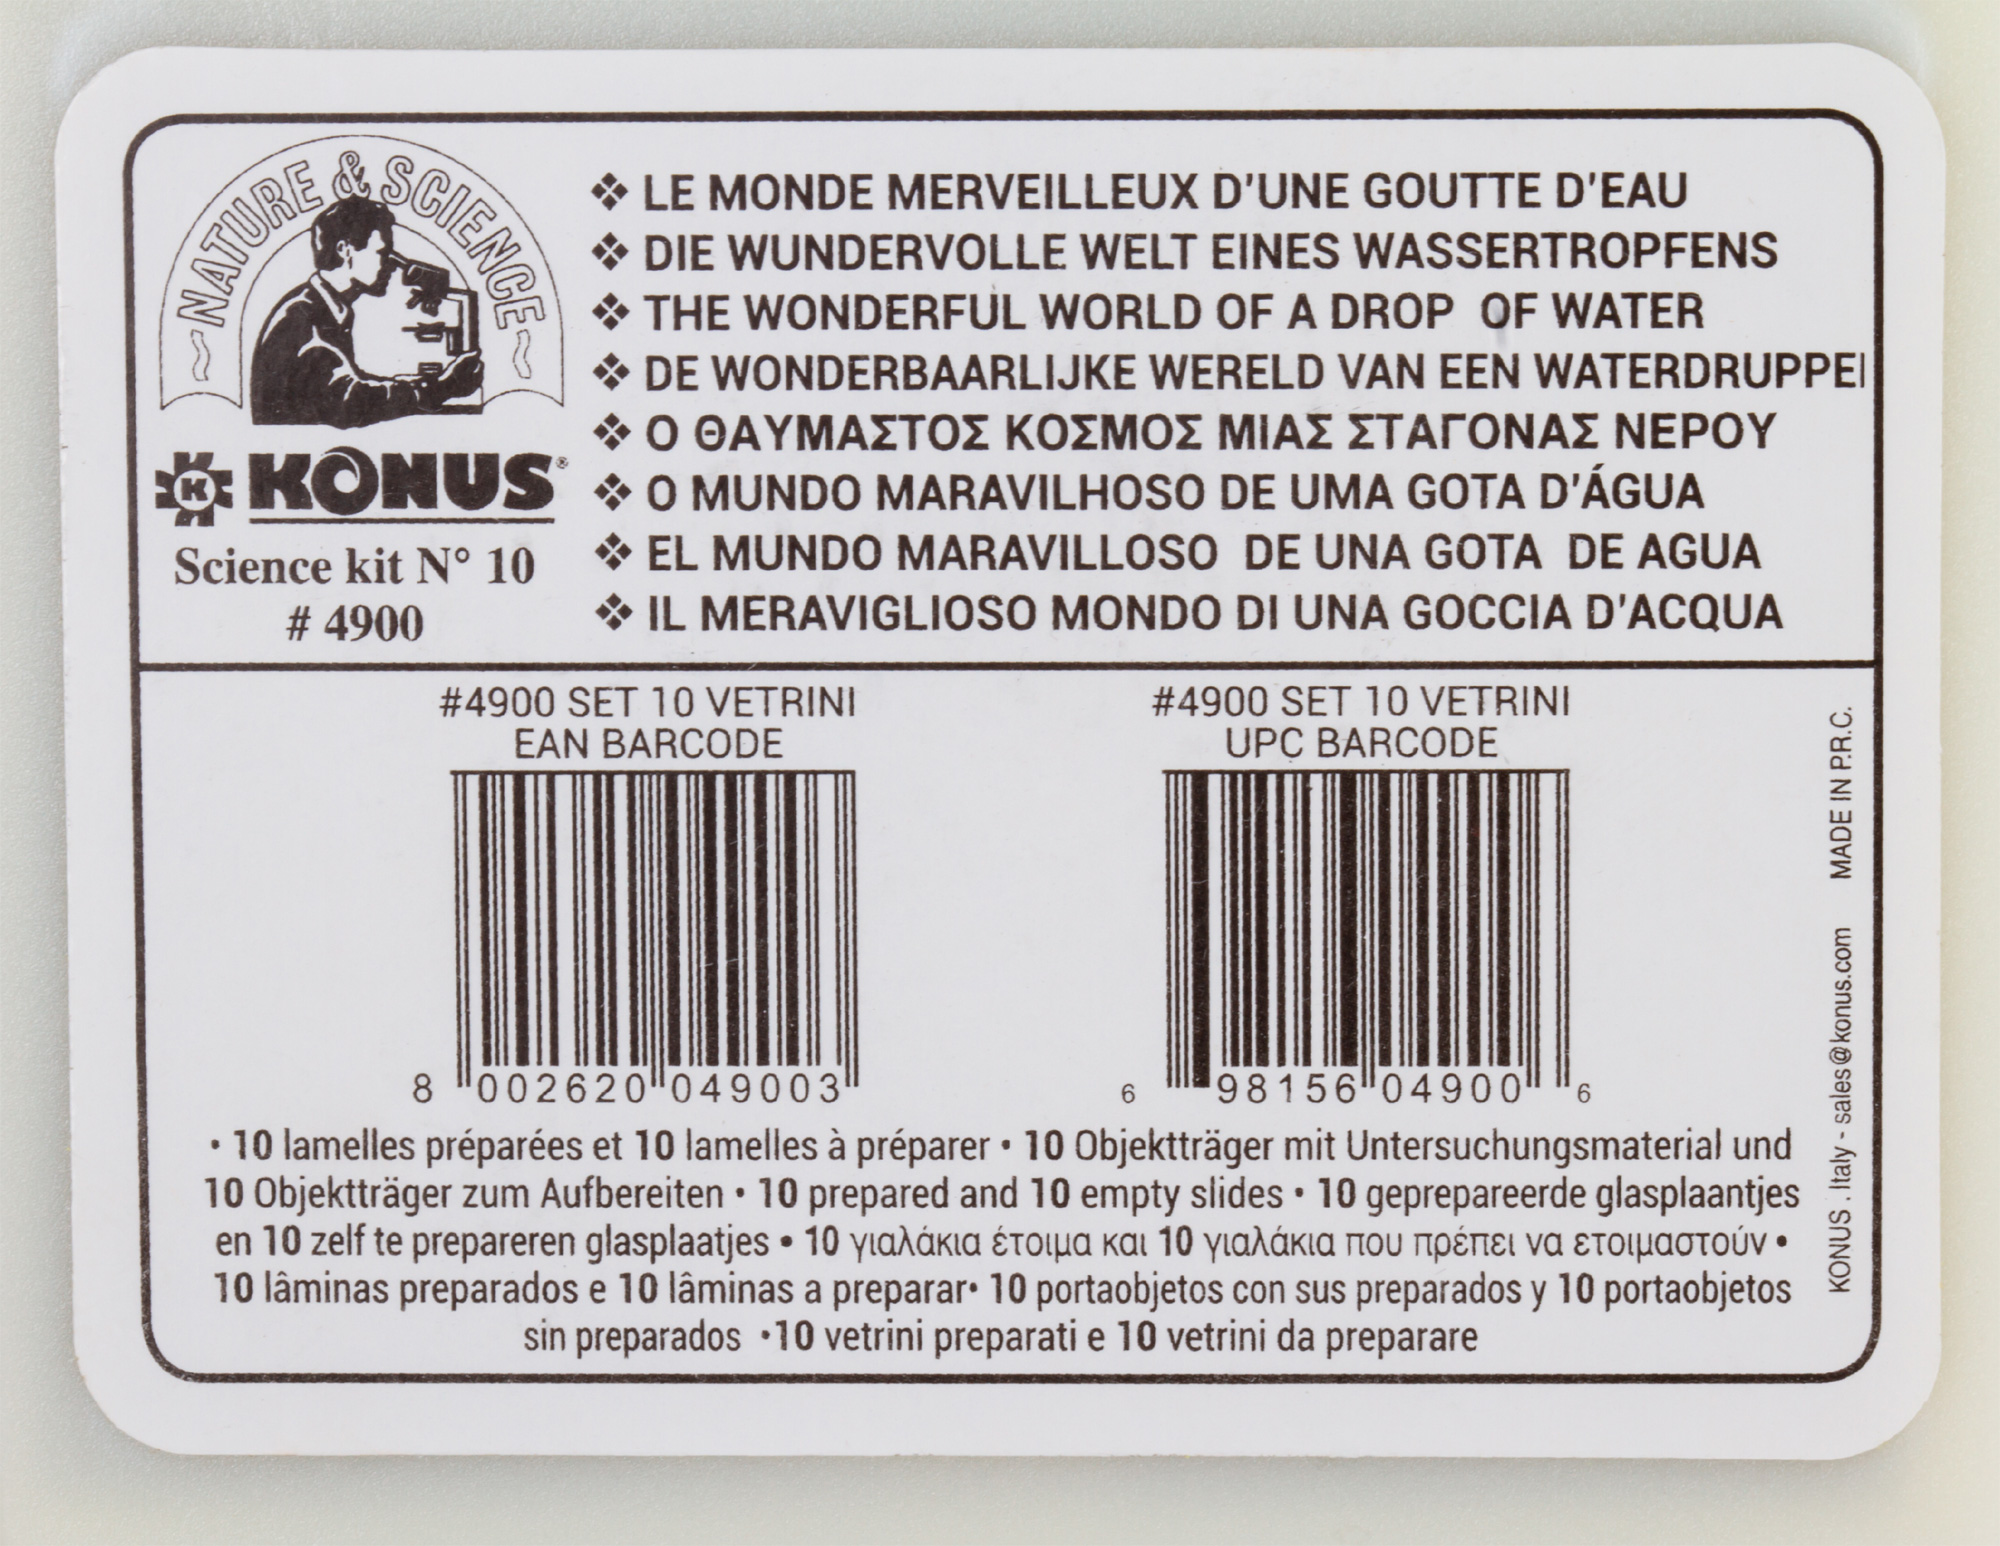 NATURE & SCIENCE
K KONUS®
Science kit N° 10
# 4900
❖ LE MONDE MERVEILLEUX D'UNE GOUTTE D'EAU
❖ DIE WUNDERVOLLE WELT EINES WASSERTROPFENS
❖ THE WONDERFUL WORLD OF A DROP OF WATER
❖ DE WONDERBAARLIJKE WERELD VAN EEN WATERDRUPPEl
❖ Ο ΘΑΥΜΑΣΤΟΣ ΚΟΣΜΟΣ ΜΙΑΣ ΣΤΑΓΟΝΑΣ ΝΕΡΟΥ
❖ O MUNDO MARAVILHOSO DE UMA GOTA D'ÁGUA
❖ EL MUNDO MARAVILLOSO DE UNA GOTA DE AGUA
❖ IL MERAVIGLIOSO MONDO DI UNA GOCCIA D'ACQUA
#4900 SET 10 VETRINI
EAN BARCODE
8 002620 049003
#4900 SET 10 VETRINI
UPC BARCODE
6 98156 04900 6
• 10 lamelles préparées et 10 lamelles à préparer • 10 Objektträger mit Untersuchungsmaterial und
10 Objektträger zum Aufbereiten • 10 prepared and 10 empty slides • 10 geprepareerde glasplaantjes
en 10 zelf te prepareren glasplaatjes • 10 γιαλάκια έτοιμα και 10 γιαλάκια που πρέπει να ετοιμαστούν •
10 lâminas preparados e 10 lâminas a preparar• 10 portaobjetos con sus preparados y 10 portaobjetos
sin preparados •10 vetrini preparati e 10 vetrini da preparare
KONUS . Italy - sales@konus.com MADE IN P.R.C.